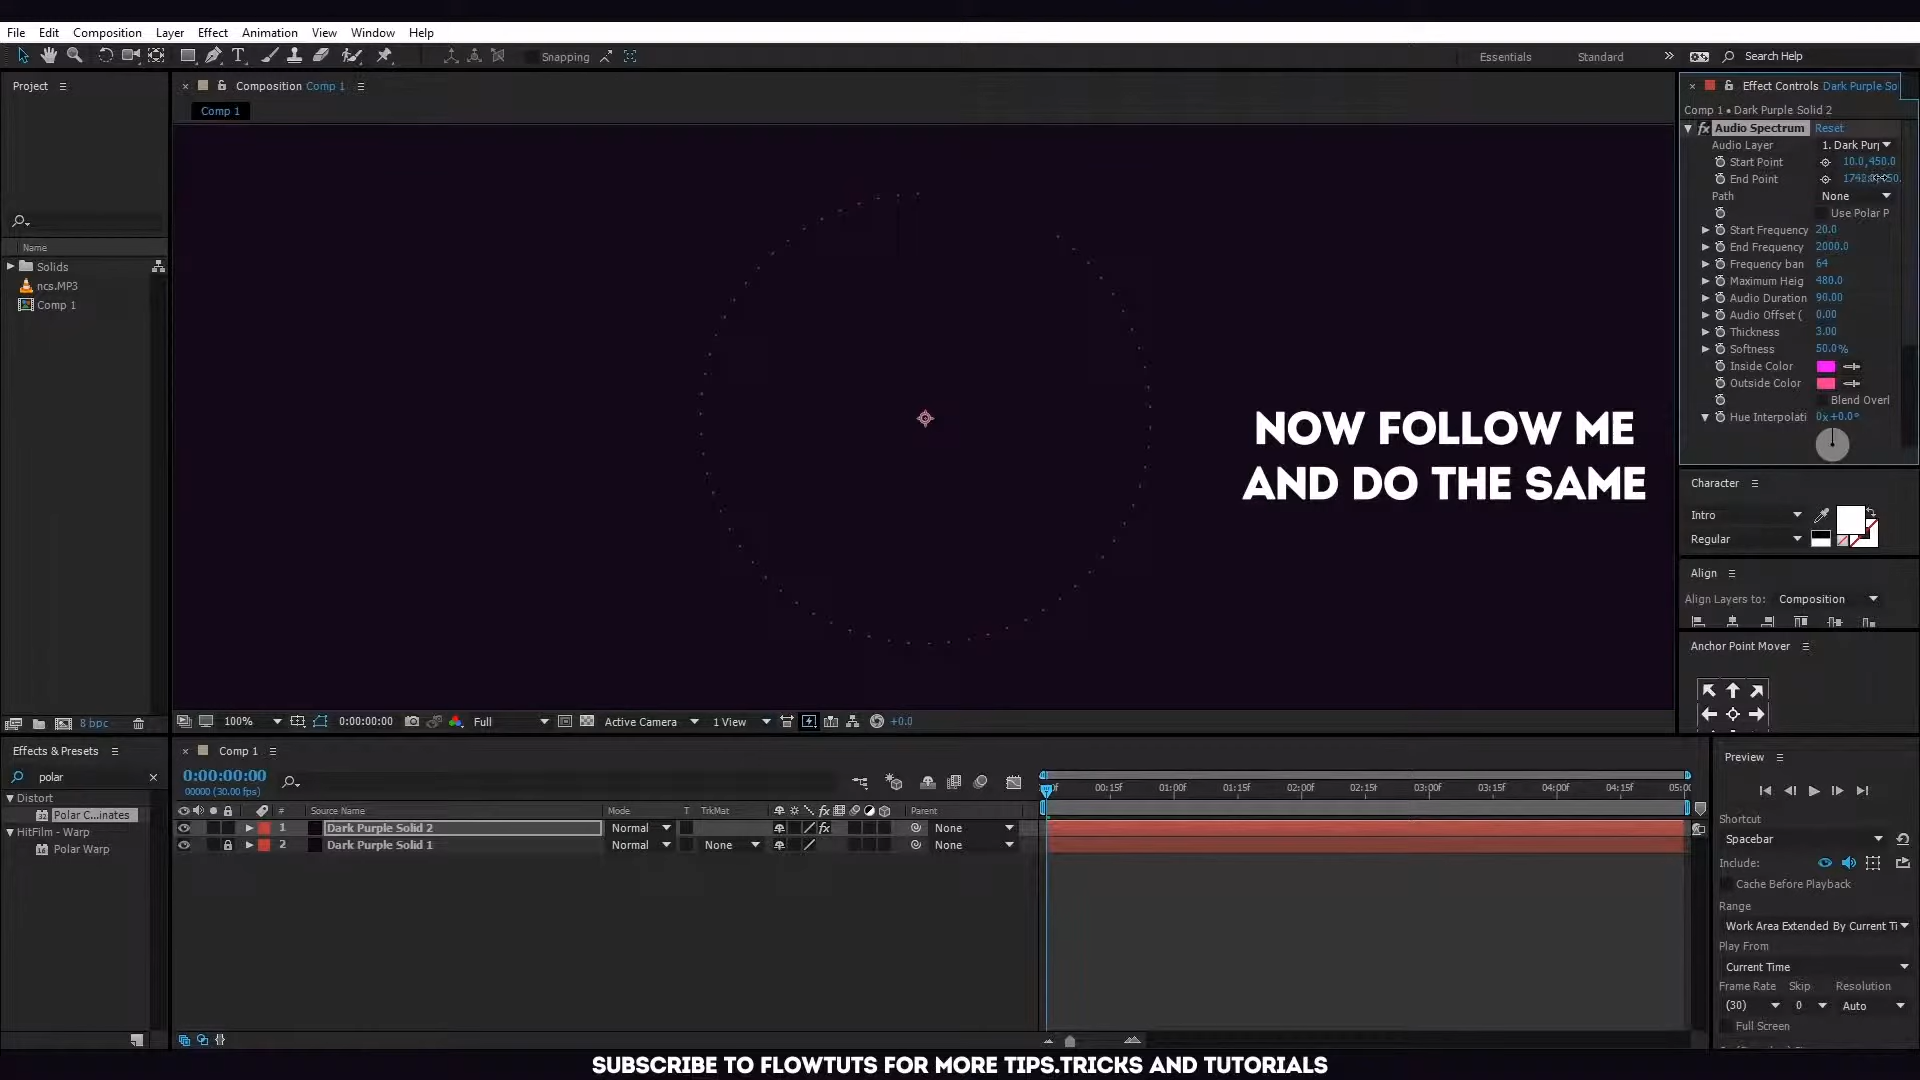 File Edit Composition Layer Effect Animation View Window Help
Snapping
Essentials Standard » Search Help
Project
Composition Comp 1
Effect Controls Dark Purple So
Comp 1
Comp 1 • Dark Purple Solid 2
fx Audio Spectrum Reset
Audio Layer 1. Dark Pur
Start Point 10.0,450.0
End Point
Path None
Use Polar P
Start Frequency 20.0
End Frequency 2000.0
Frequency ban 64
Maximum Heig 480.0
Audio Duration 90.00
Audio Offset ( 0.00
Thickness 3.00
Softness 50.0%
Inside Color
Outside Color
Blend Overl
Hue Interpolati 0x+0.0°
Name
Solids
ncs.MP3
Comp 1
NOW FOLLOW ME
AND DO THE SAME
Character
Intro
Regular
Align
Align Layers to: Composition
Anchor Point Mover
8 bpc
100% 0:00:00:00 Full Active Camera 1 View +0.0
Effects & Presets
polar
Distort
Polar C...inates
HitFilm - Warp
Polar Warp
Comp 1
0:00:00:00
00000 (30.00 fps)
00:15f 01:00f 01:15f 02:00f 02:15f 03:00f 03:15f 04:00f 04:15f 05:0
# Source Name Mode T TrkMat fx Parent
1 Dark Purple Solid 2 Normal fx None
2 Dark Purple Solid 1 Normal None None
Preview
Shortcut
Spacebar
Include:
Cache Before Playback
Range
Work Area Extended By Current Ti
Play From
Current Time
Frame Rate Skip Resolution
(30) 0 Auto
Full Screen
SUBSCRIBE TO FLOWTUTS FOR MORE TIPS.TRICKS AND TUTORIALS